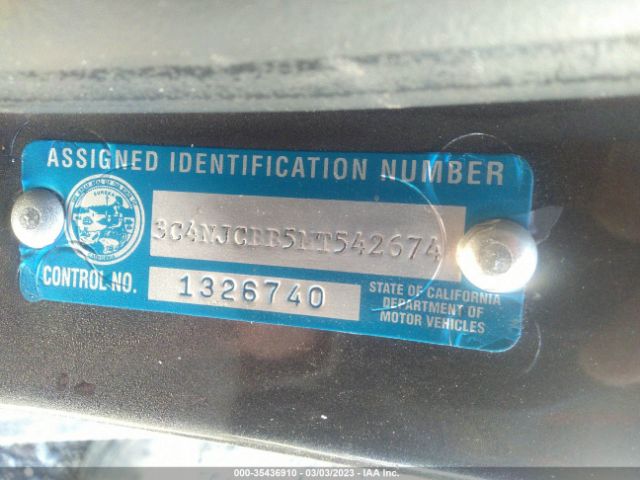 ASSIGNED IDENTIFICATION NUMBER
3C4NJCBB5MT542674
CONTROL NO. 1326740
STATE OF CALIFORNIA
DEPARTMENT OF
MOTOR VEHICLES
000-35436910 - 03/03/2023 - IAA Inc.